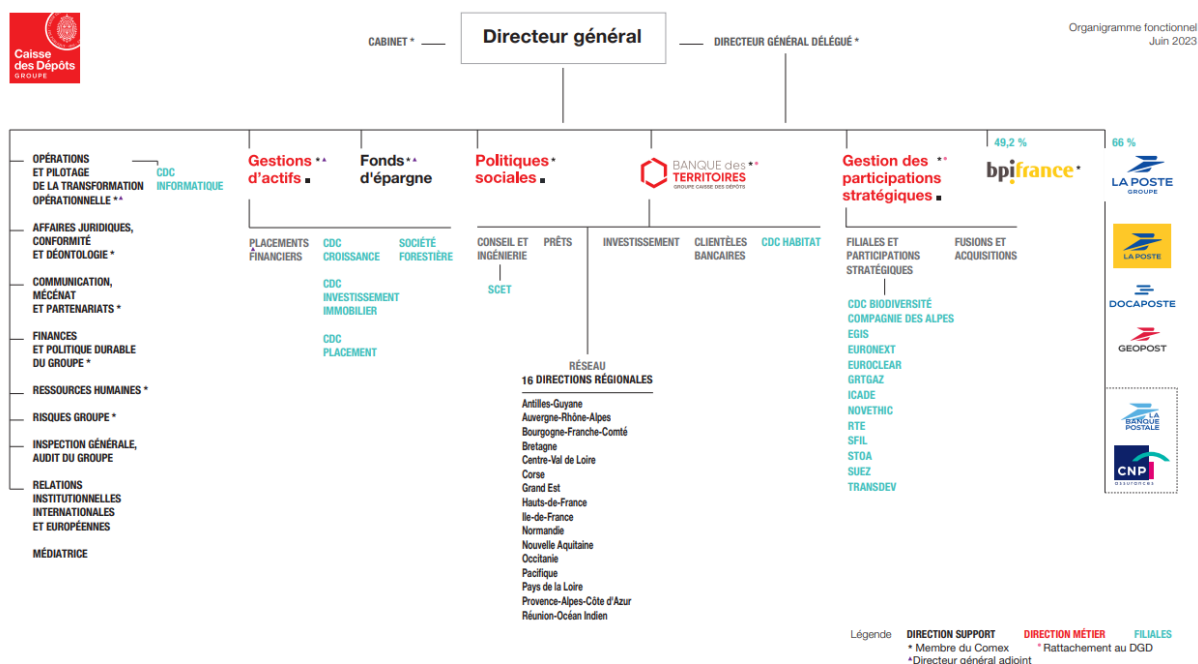 Caisse
des Dépôts
GROUPE
CABINET *
Directeur général
DIRECTEUR GÉNÉRAL DÉLÉGUÉ *
Organigramme fonctionnel
Juin 2023
OPÉRATIONS
ET PILOTAGE
DE LA TRANSFORMATION
OPÉRATIONNELLE *▲
CDC
INFORMATIQUE
AFFAIRES JURIDIQUES,
CONFORMITÉ
ET DÉONTOLOGIE *
COMMUNICATION,
MÉCÉNAT
ET PARTENARIATS *
FINANCES
ET POLITIQUE DURABLE
DU GROUPE *
RESSOURCES HUMAINES *
RISQUES GROUPE *
INSPECTION GÉNÉRALE,
AUDIT DU GROUPE
RELATIONS
INSTITUTIONNELLES
INTERNATIONALES
ET EUROPÉENNES
MÉDIATRICE
Gestions *▲
d'actifs ■
PLACEMENTS
▲FINANCIERS
CDC
CROISSANCE
CDC
INVESTISSEMENT
IMMOBILIER
CDC
PLACEMENT
SOCIÉTÉ
FORESTIÈRE
Fonds *▲
d'épargne
Politiques *
sociales ■
BANQUE des **
TERRITOIRES
GROUPE CAISSE DES DÉPÔTS
CONSEIL ET
INGÉNIERIE
SCET
PRÊTS
INVESTISSEMENT
CLIENTÈLES
BANCAIRES
CDC HABITAT
RÉSEAU
16 DIRECTIONS RÉGIONALES
Antilles-Guyane
Auvergne-Rhône-Alpes
Bourgogne-Franche-Comté
Bretagne
Centre-Val de Loire
Corse
Grand Est
Hauts-de-France
Ile-de-France
Normandie
Nouvelle Aquitaine
Occitanie
Pacifique
Pays de la Loire
Provence-Alpes-Côte d'Azur
Réunion-Océan Indien
Gestion des **
participations
stratégiques ■
FILIALES ET
PARTICIPATIONS
STRATÉGIQUES
CDC BIODIVERSITÉ
COMPAGNIE DES ALPES
EGIS
EURONEXT
EUROCLEAR
GRTGAZ
ICADE
NOVETHIC
RTE
SFIL
STOA
SUEZ
TRANSDEV
FUSIONS ET
ACQUISITIONS
49,2 %
bpifrance *
66 %
LA POSTE
GROUPE
LA POSTE
DOCAPOSTE
GEOPOST
LA
BANQUE
POSTALE
CNP
assurances
Légende DIRECTION SUPPORT DIRECTION MÉTIER FILIALES
* Membre du Comex * Rattachement au DGD
▲Directeur général adjoint